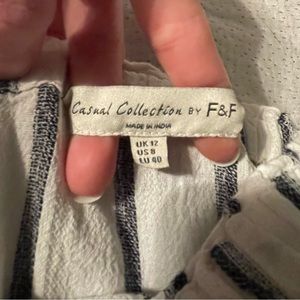 Casual Collection BY F&F
MADE IN INDIA
UK 12
US 8
EU 40